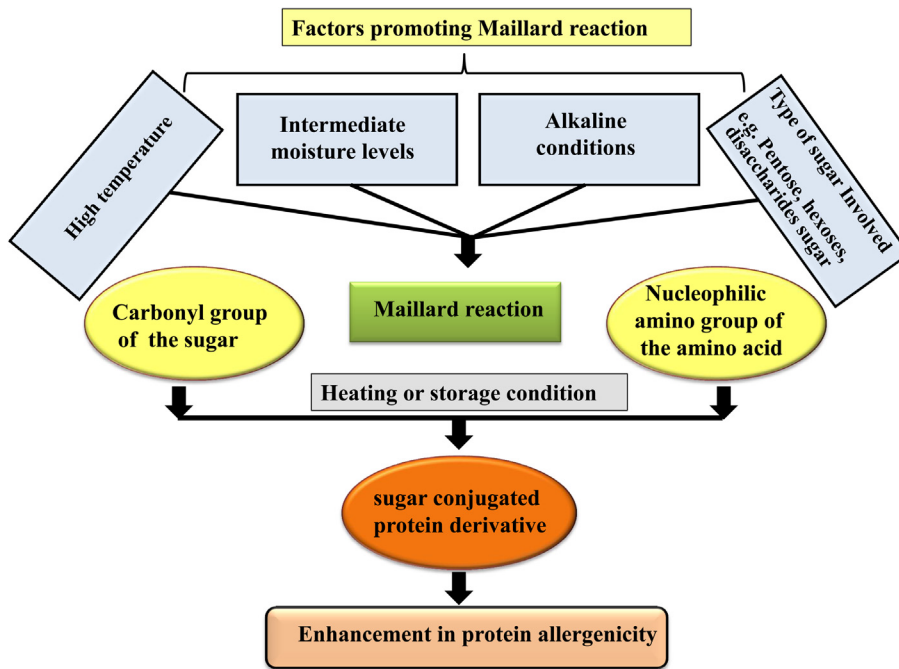 Factors promoting Maillard reaction
High temperature
Intermediate
moisture levels
Alkaline
conditions
Type of sugar Involved
e.g. Pentose, hexoses,
disaccharides sugar
Carbonyl group
of the sugar
Maillard reaction
Nucleophilic
amino group of
the amino acid
Heating or storage condition
sugar conjugated
protein derivative
Enhancement in protein allergenicity